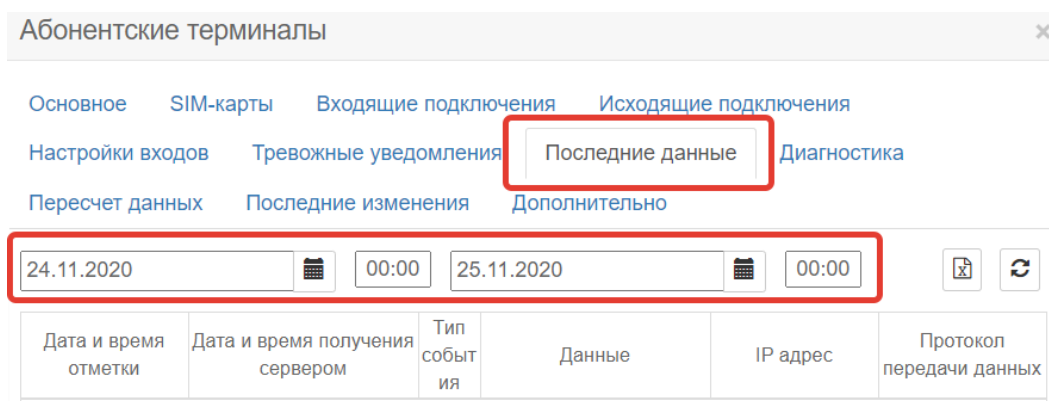 Абонентские терминалы ×
Основное SIM-карты Входящие подключения Исходящие подключения
Настройки входов Тревожные уведомления Последние данные Диагностика
Пересчет данных Последние изменения Дополнительно
24.11.2020 00:00 25.11.2020 00:00
Дата и время
отметки
Дата и время получения
сервером
Тип
событ
ия
Данные
IP адрес
Протокол
передачи данных